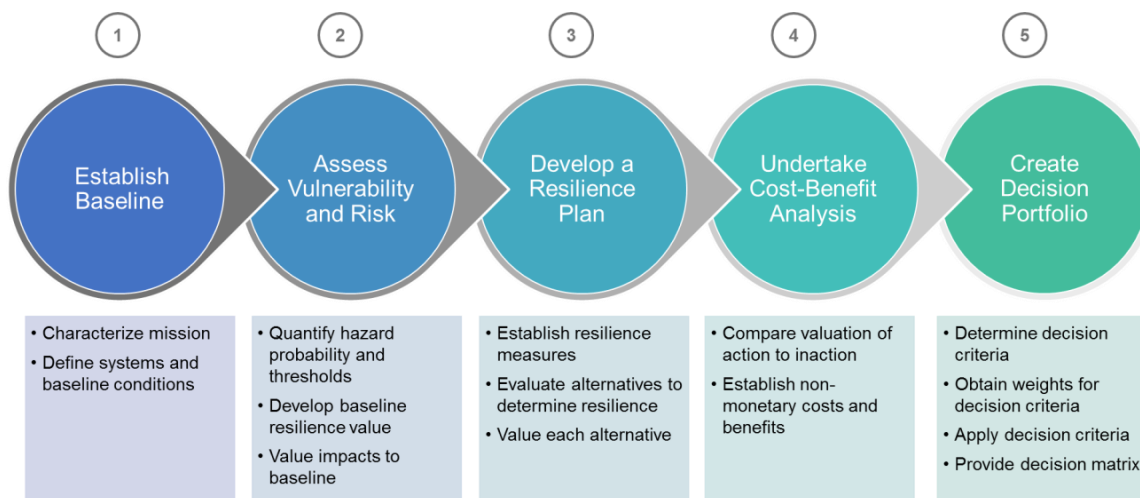 1
2
3
4
5
Establish
Baseline
Assess
Vulnerability
and Risk
Develop a
Resilience
Plan
Undertake
Cost-Benefit
Analysis
Create
Decision
Portfolio
• Characterize mission
• Define systems and
baseline conditions
• Quantify hazard
probability and
thresholds
• Develop baseline
resilience value
• Value impacts to
baseline
• Establish resilience
measures
• Evaluate alternatives to
determine resilience
• Value each alternative
• Compare valuation of
action to inaction
• Establish non-
monetary costs and
benefits
• Determine decision
criteria
• Obtain weights for
decision criteria
• Apply decision criteria
• Provide decision matrix